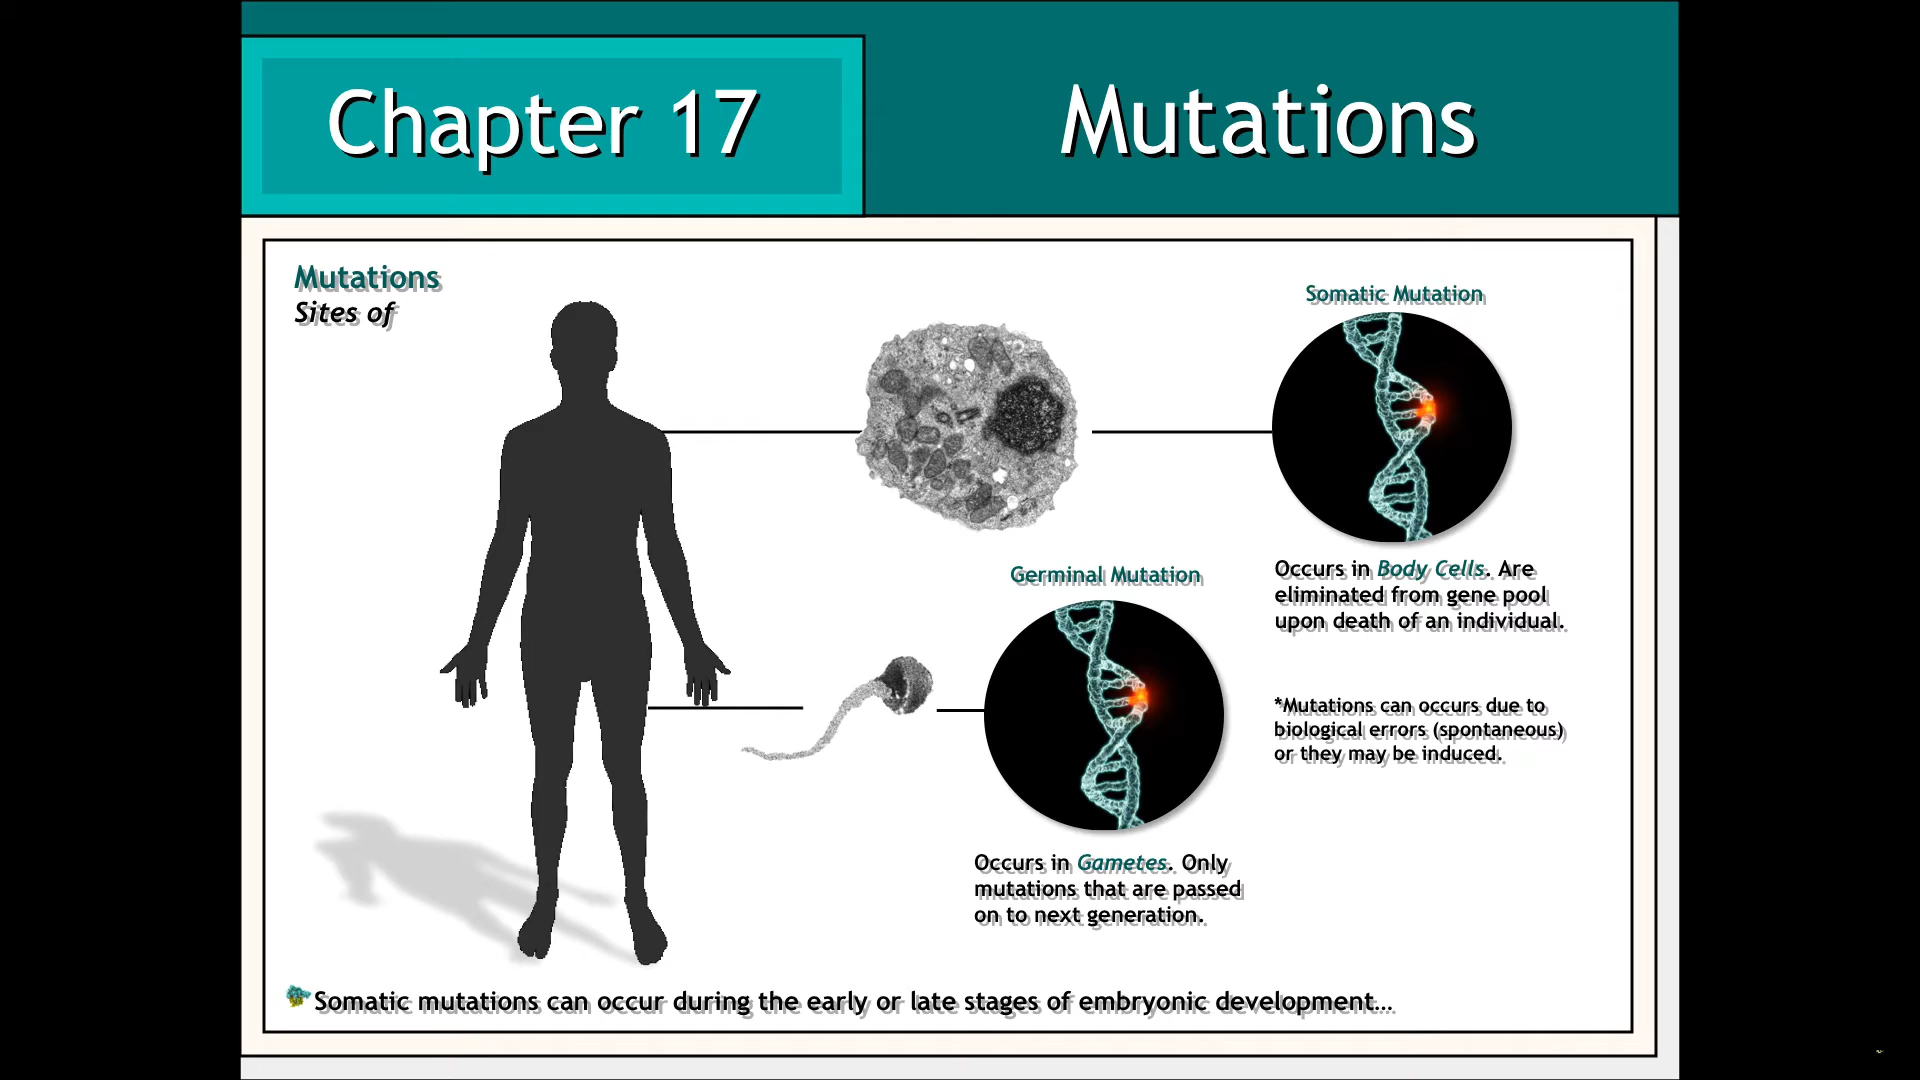 Chapter 17
Mutations
Mutations
Sites of
Somatic Mutation
Occurs in Body Cells. Are
eliminated from gene pool
upon death of an individual.
Germinal Mutation
*Mutations can occurs due to
biological errors (spontaneous)
or they may be induced.
Occurs in Gametes. Only
mutations that are passed
on to next generation.
Somatic mutations can occur during the early or late stages of embryonic development…